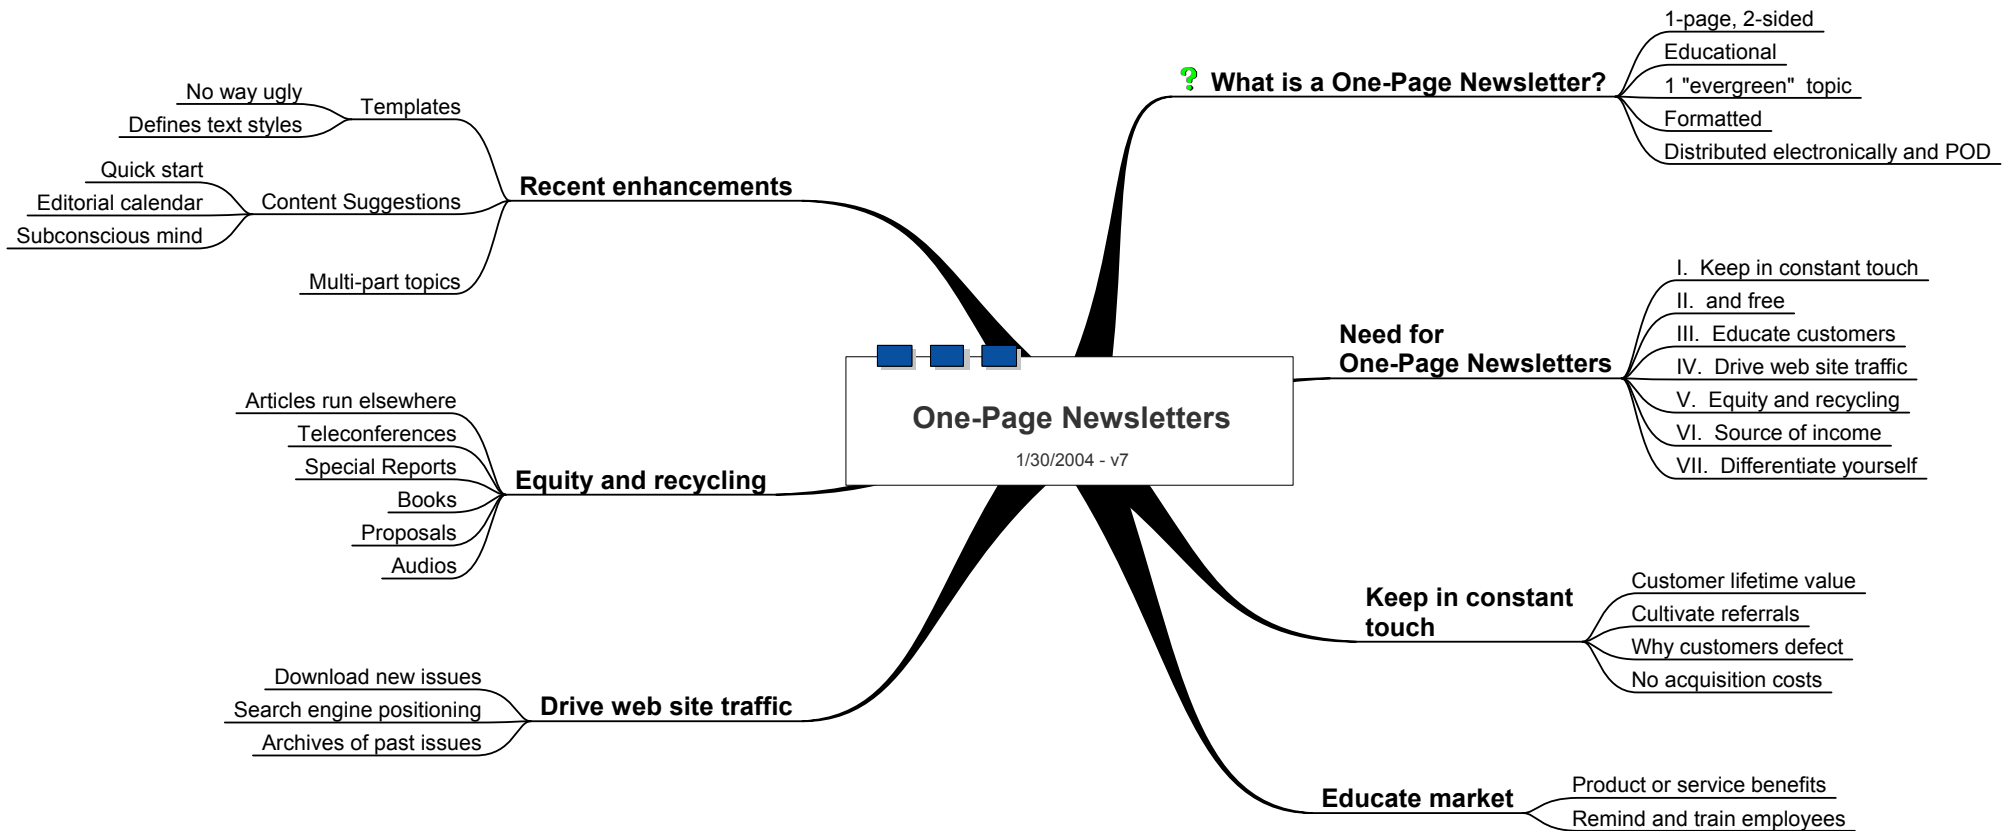 One-Page Newsletters
1/30/2004 - v7
? What is a One-Page Newsletter?
1-page, 2-sided
Educational
1 "evergreen"  topic
Formatted
Distributed electronically and POD
Need for
One-Page Newsletters
I.  Keep in constant touch
II.  and free
III.  Educate customers
IV.  Drive web site traffic
V.  Equity and recycling
VI.  Source of income
VII.  Differentiate yourself
Keep in constant
touch
Customer lifetime value
Cultivate referrals
Why customers defect
No acquisition costs
Educate market
Product or service benefits
Remind and train employees
Drive web site traffic
Download new issues
Search engine positioning
Archives of past issues
Equity and recycling
Articles run elsewhere
Teleconferences
Special Reports
Books
Proposals
Audios
Recent enhancements
Templates
No way ugly
Defines text styles
Content Suggestions
Quick start
Editorial calendar
Subconscious mind
Multi-part topics